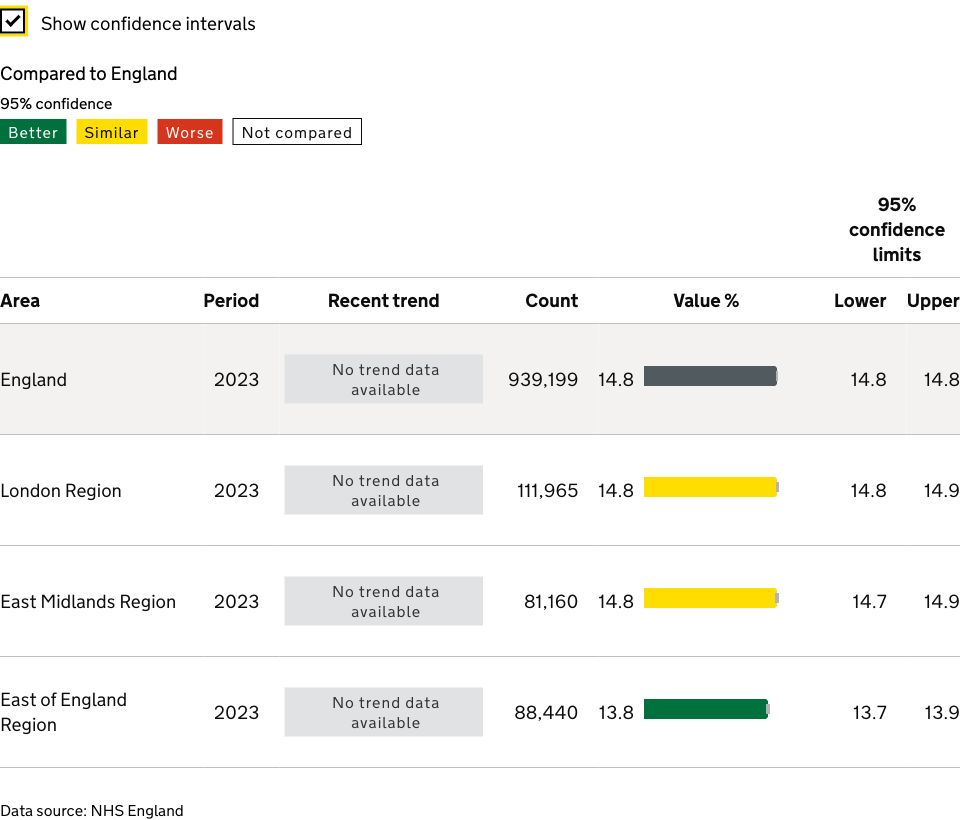 Show confidence intervals
Compared to England
95% confidence
Better Similar Worse Not compared
95%
confidence
limits
Area Period Recent trend Count Value % Lower Upper
England 2023 No trend data available 939,199 14.8 14.8 14.8
London Region 2023 No trend data available 111,965 14.8 14.8 14.9
East Midlands Region 2023 No trend data available 81,160 14.8 14.7 14.9
East of England Region 2023 No trend data available 88,440 13.8 13.7 13.9
Data source: NHS England